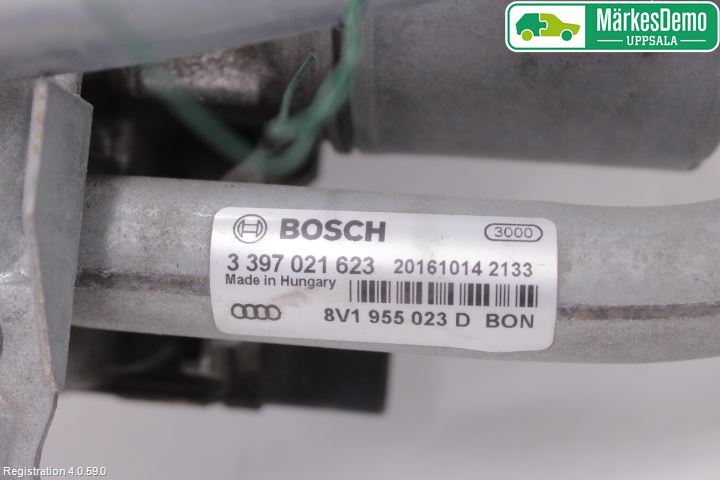 MärkesDemo
UPPSALA
BOSCH 3000
3 397 021 623 20161014 2133
Made in Hungary
8V1 955 023 D BON
Registration 4.0.59.0